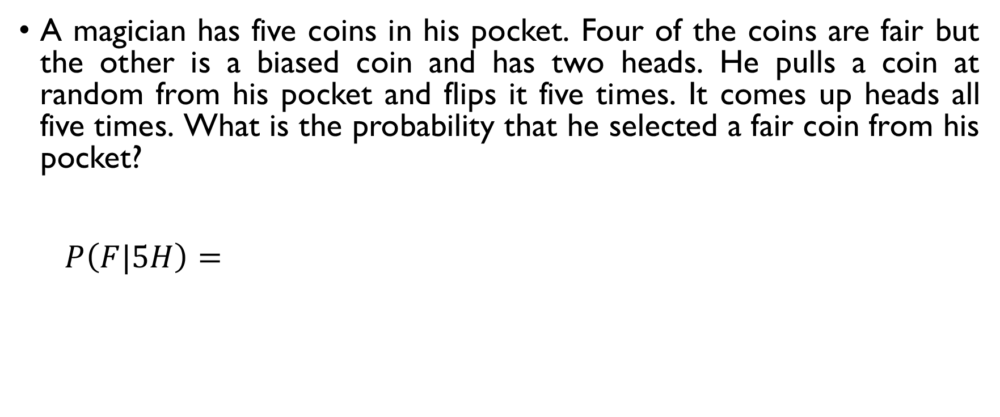 • A magician has five coins in his pocket. Four of the coins are fair but
the other is a biased coin and has two heads. He pulls a coin at
random from his pocket and flips it five times. It comes up heads all
five times. What is the probability that he selected a fair coin from his
pocket?
P(F|5H) =